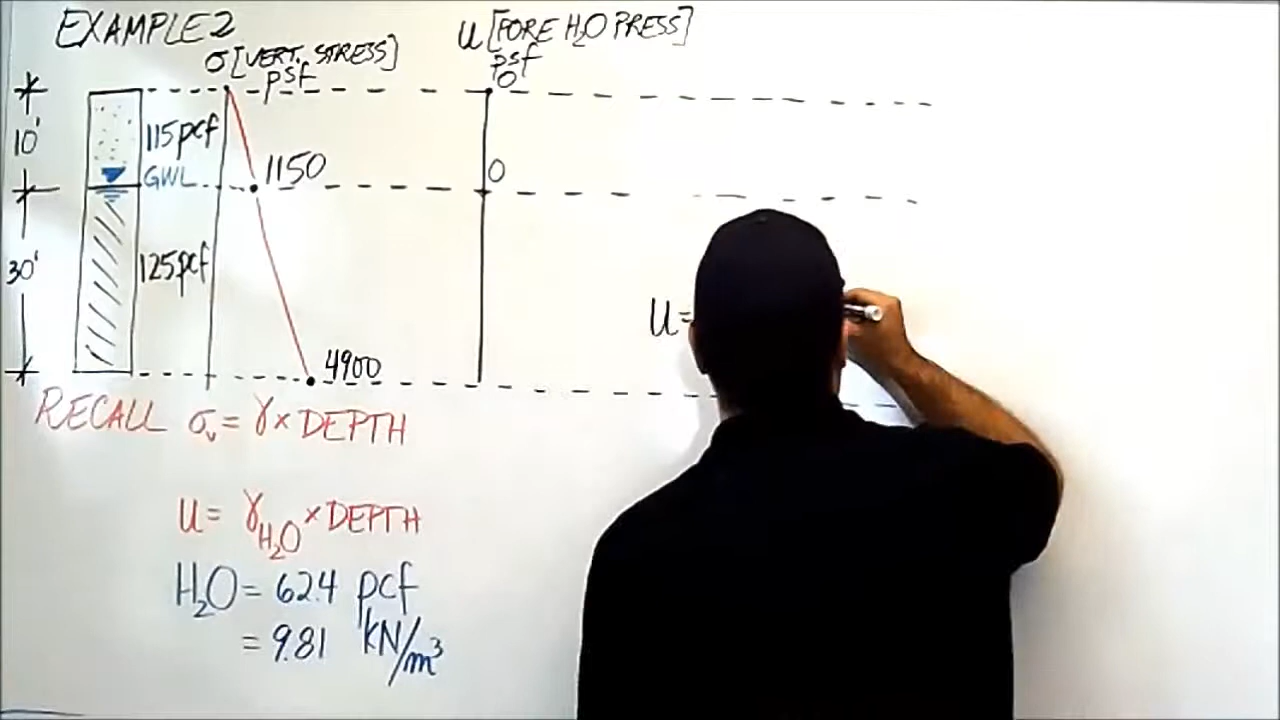 EXAMPLE 2
σ [VERT. STRESS]
psf
U [PORE H₂O PRESS]
psf
0
10'
115pcf
GWL
1150
0
30'
125pcf
U=
4900
RECALL σᵥ = γ × DEPTH
U = γH₂O × DEPTH
H₂O = 62.4 pcf
= 9.81 kN/m³